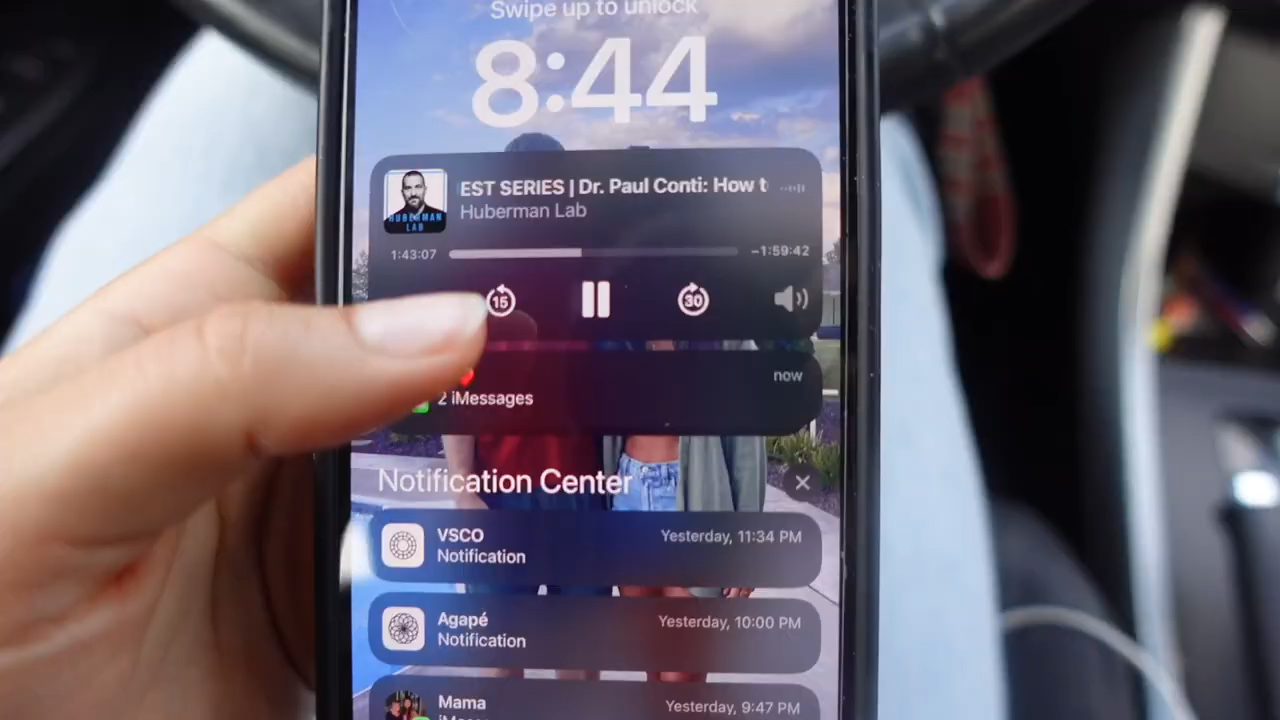 Swipe up to unlock
8:44
EST SERIES | Dr. Paul Conti: How t
Huberman Lab
HUBERMAN
LAB
1:43:07
-1:59:42
15
30
now
2 iMessages
Notification Center
VSCO
Yesterday, 11:34 PM
Notification
Agapé
Yesterday, 10:00 PM
Notification
Mama
Yesterday, 9:47 PM